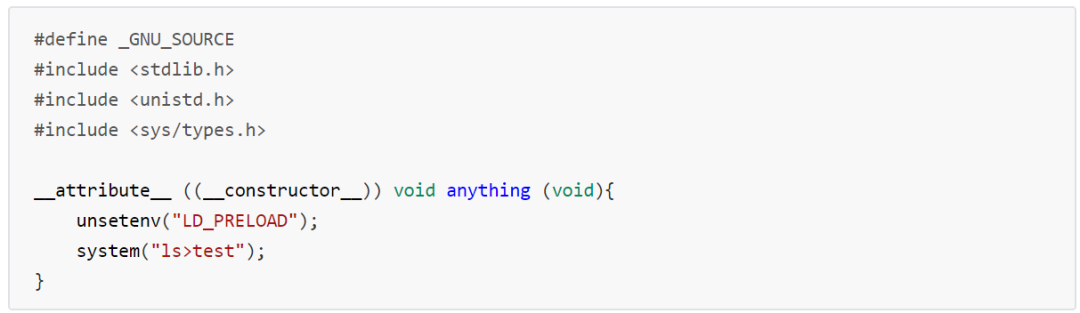 #define _GNU_SOURCE
#include <stdlib.h>
#include <unistd.h>
#include <sys/types.h>
__attribute__ ((__constructor__)) void anything (void){
    unsetenv("LD_PRELOAD");
    system("ls>test");
}